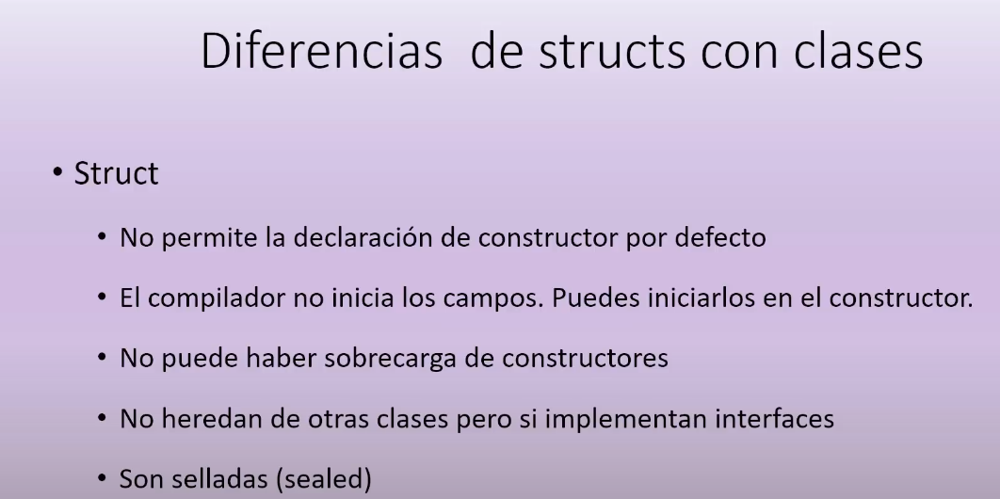 Diferencias de structs con clases
• Struct
• No permite la declaración de constructor por defecto
• El compilador no inicia los campos. Puedes iniciarlos en el constructor.
• No puede haber sobrecarga de constructores
• No heredan de otras clases pero si implementan interfaces
• Son selladas (sealed)